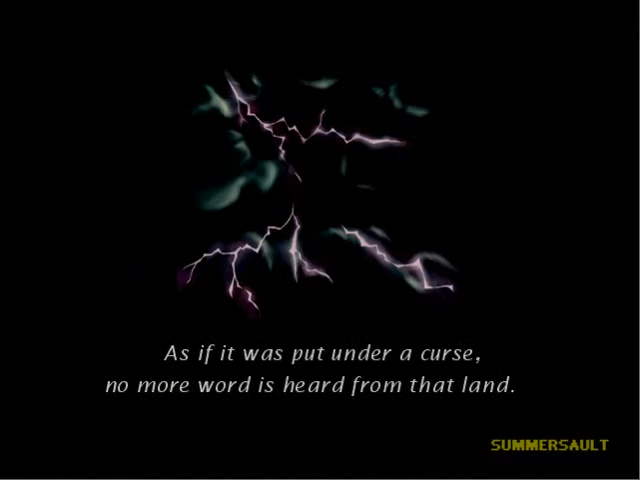 As if it was put under a curse,
no more word is heard from that land.
SUMMERSAULT